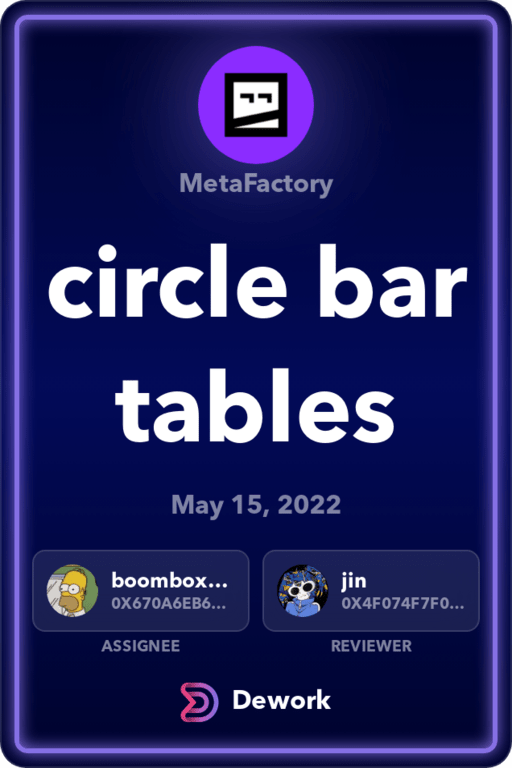 MetaFactory
circle bar
tables
May 15, 2022
boombox...
0X670A6EB6...
ASSIGNEE
jin
0X4F074F7F0...
REVIEWER
Dework